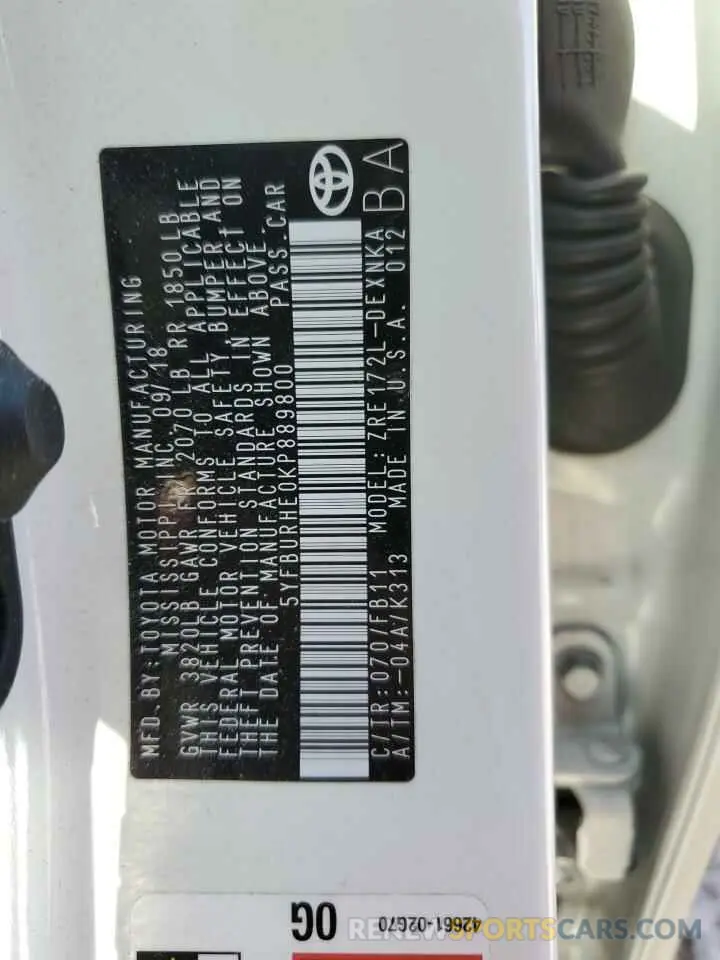 MFD. BY: TOYOTA MOTOR MANUFACTURING
MISSISSIPPI, INC. 09/18
GVWR 3820LB GAWR FR 2070 LB RR 1850 LB
THIS VEHICLE CONFORMS TO ALL APPLICABLE
FEDERAL MOTOR VEHICLE SAFETY, BUMPER, AND
THEFT PREVENTION STANDARDS IN EFFECT ON
THE DATE OF MANUFACTURE SHOWN ABOVE.
5YFBURHE0KP889800 PASS. CAR
C/TR: 070/FB11 MODEL: ZRE172L-DEXNKA
A/TM: -04A/K313 MADE IN U.S.A. 012 BA
42661-02G70
0G
RENEWSPORTSCARS.COM